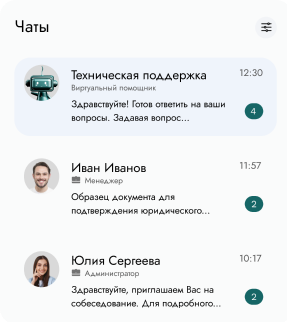 Чаты
Техническая поддержка 12:30
Виртуальный помощник
Здравствуйте! Готов ответить на ваши
вопросы. Задавая вопрос... 4
Иван Иванов 11:57
Менеджер
Образец документа для
подтверждения юридического... 2
Юлия Сергеева 10:17
Администратор
Здравствуйте, приглашаем Вас на
собеседование. Для подробного... 2